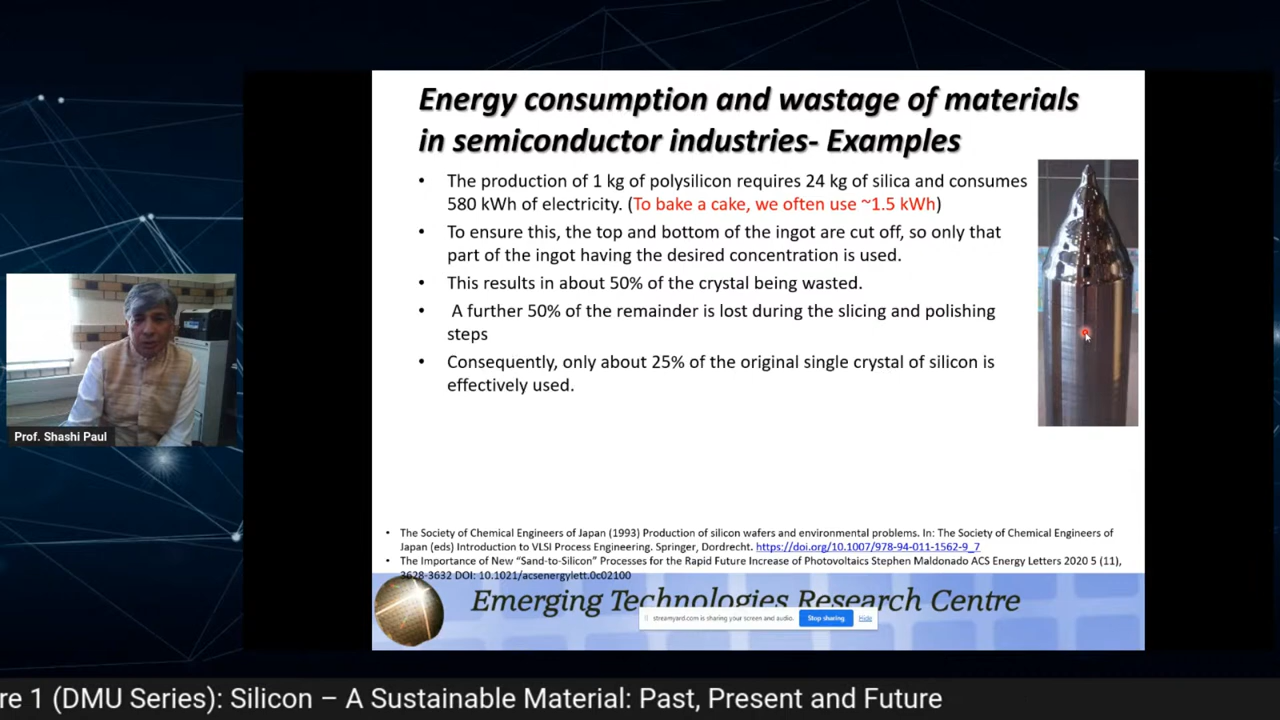 Energy consumption and wastage of materials
in semiconductor industries- Examples
• The production of 1 kg of polysilicon requires 24 kg of silica and consumes
580 kWh of electricity. (To bake a cake, we often use ~1.5 kWh)
• To ensure this, the top and bottom of the ingot are cut off, so only that
part of the ingot having the desired concentration is used.
• This results in about 50% of the crystal being wasted.
• A further 50% of the remainder is lost during the slicing and polishing
steps
• Consequently, only about 25% of the original single crystal of silicon is
effectively used.
Prof. Shashi Paul
• The Society of Chemical Engineers of Japan (1993) Production of silicon wafers and environmental problems. In: The Society of Chemical Engineers of
Japan (eds) Introduction to VLSI Process Engineering. Springer, Dordrecht. https://doi.org/10.1007/978-94-011-1562-9_7
• The Importance of New “Sand-to-Silicon” Processes for the Rapid Future Increase of Photovoltaics Stephen Maldonado ACS Energy Letters 2020 5 (11),
3628-3632 DOI: 10.1021/acsenergylett.0c02100
Emerging Technologies Research Centre
streamyard.com is sharing your screen and audio. Stop sharing Hide
re 1 (DMU Series): Silicon – A Sustainable Material: Past, Present and Future